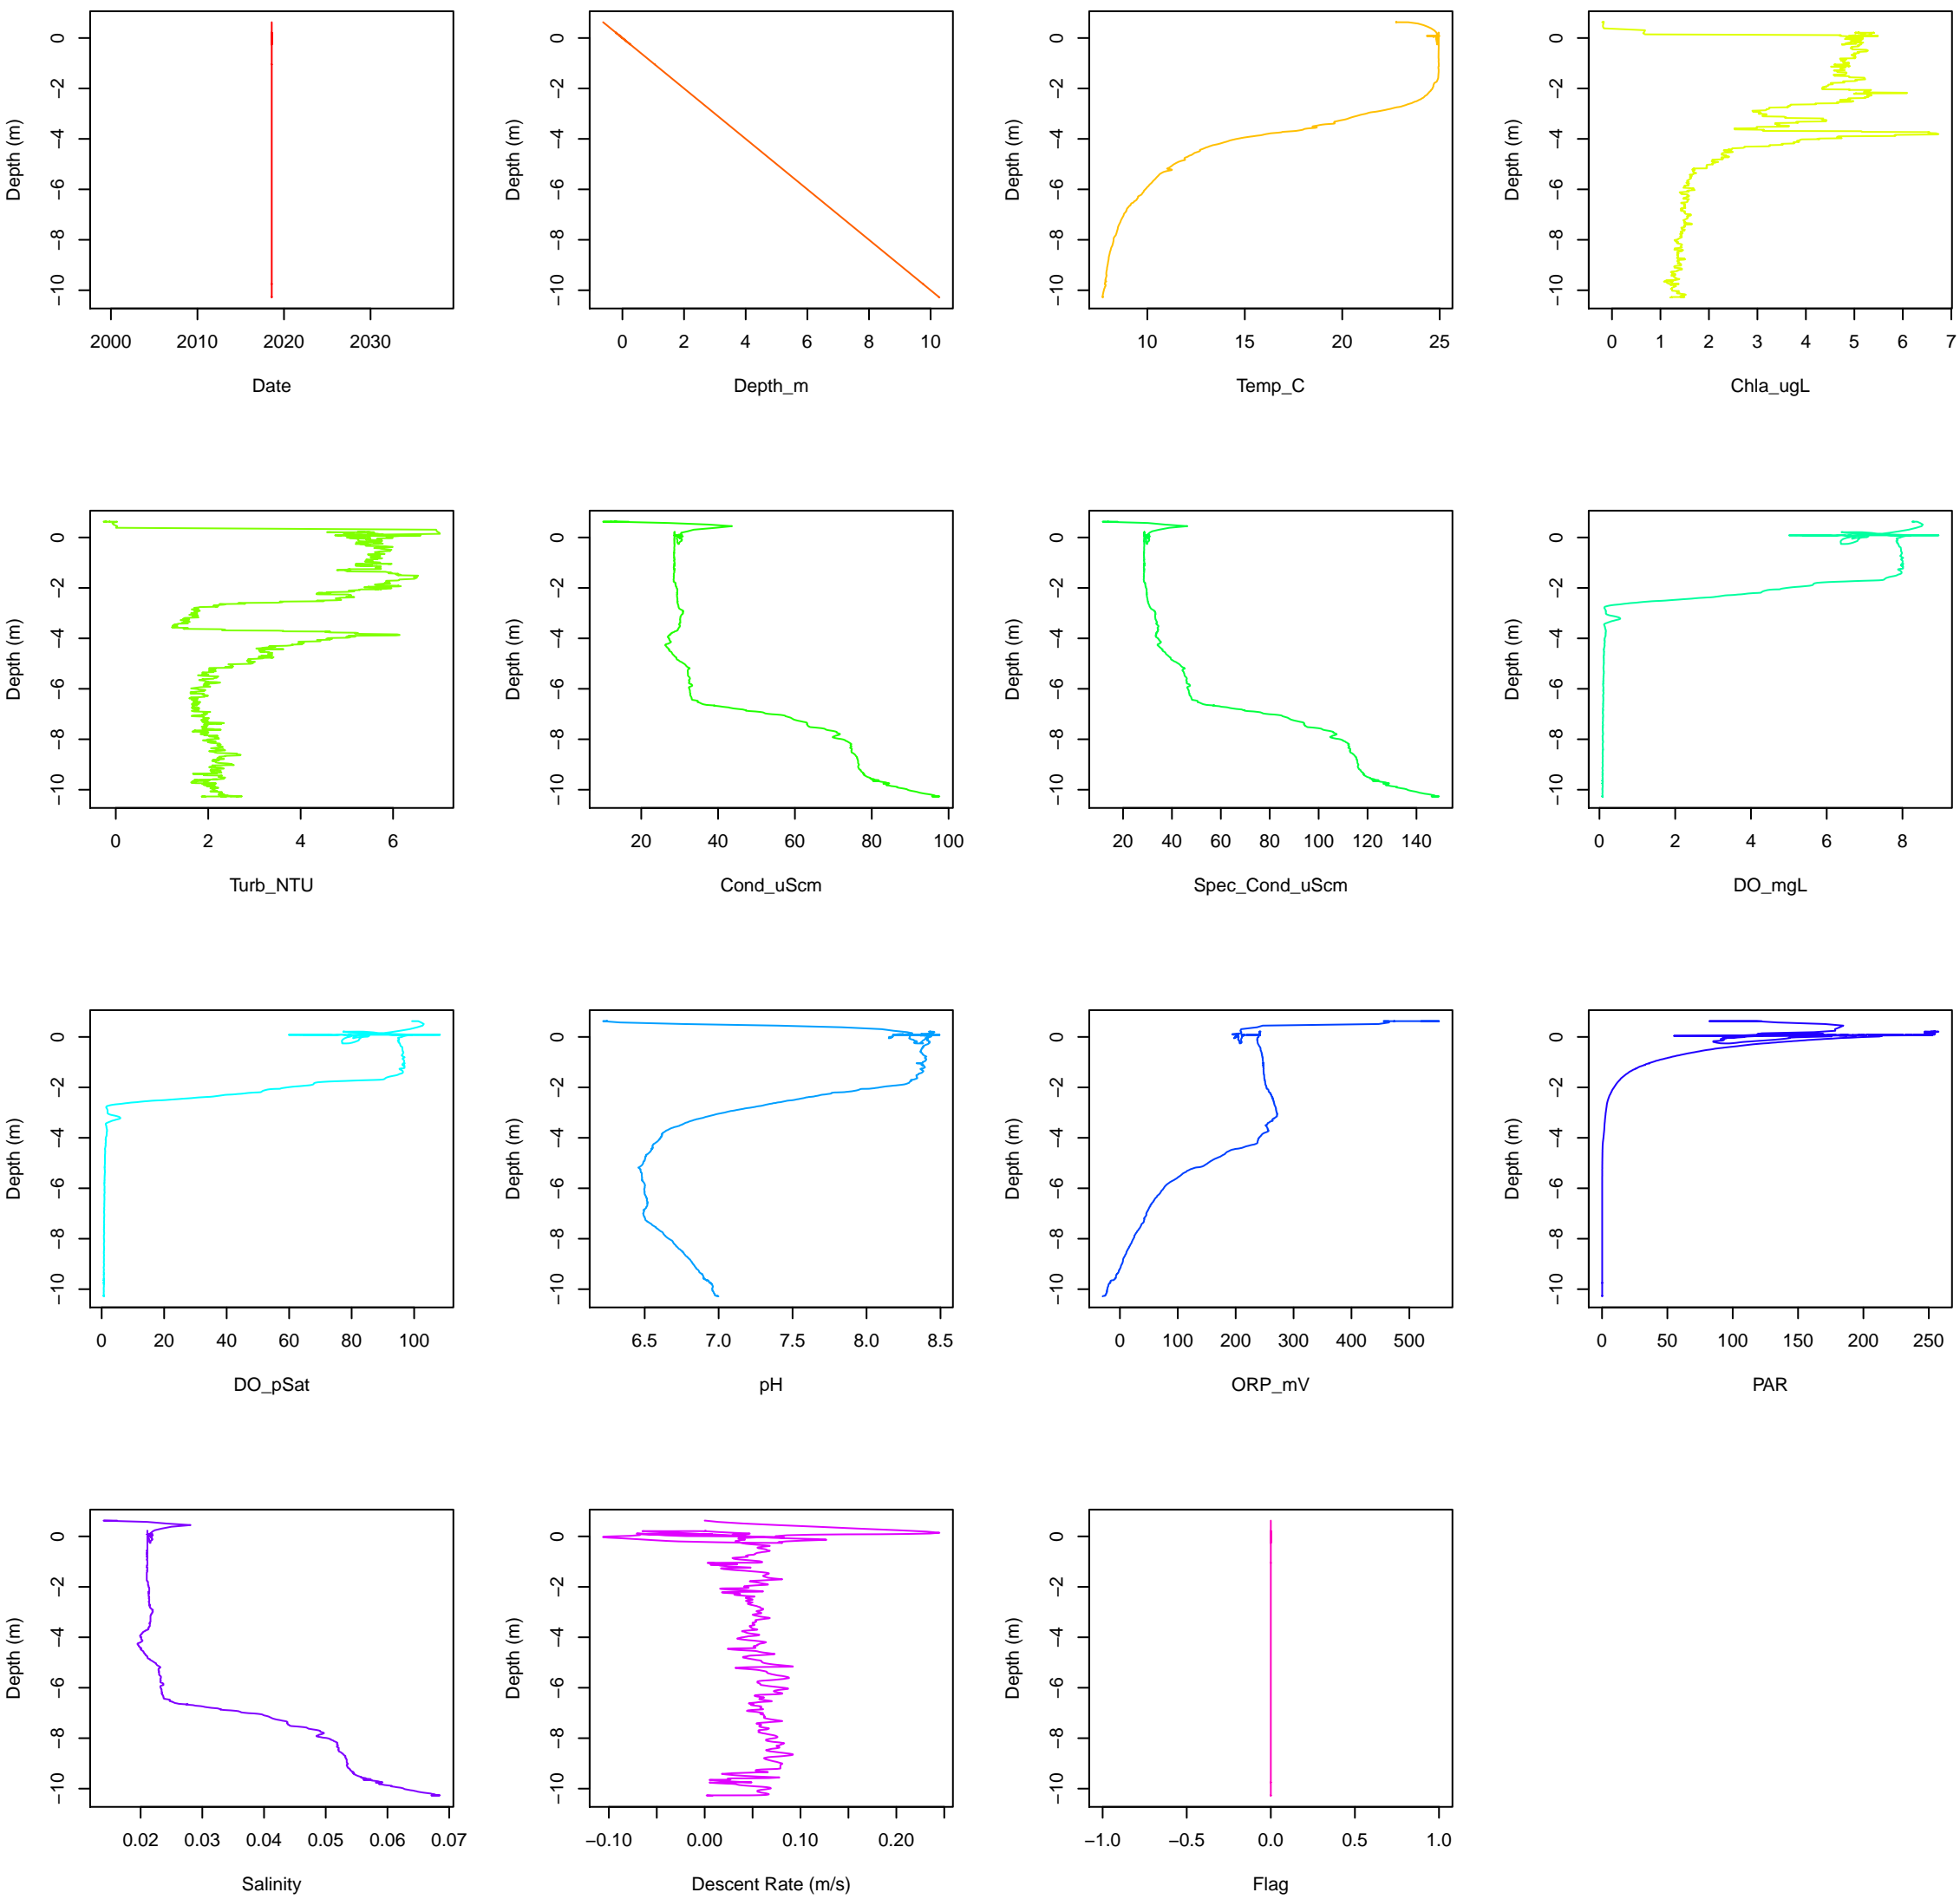 Depth (m)
0
−2
−4
−6
−8
−10
2000 2010 2020 2030
Date
Depth (m)
0
−2
−4
−6
−8
−10
0 2 4 6 8 10
Depth_m
Depth (m)
0
−2
−4
−6
−8
−10
10 15 20 25
Temp_C
Depth (m)
0
−2
−4
−6
−8
−10
0 1 2 3 4 5 6 7
Chla_ugL
Depth (m)
0
−2
−4
−6
−8
−10
0 2 4 6
Turb_NTU
Depth (m)
0
−2
−4
−6
−8
−10
20 40 60 80 100
Cond_uScm
Depth (m)
0
−2
−4
−6
−8
−10
20 40 60 80 100 120 140
Spec_Cond_uScm
Depth (m)
0
−2
−4
−6
−8
−10
0 2 4 6 8
DO_mgL
Depth (m)
0
−2
−4
−6
−8
−10
0 20 40 60 80 100
DO_pSat
Depth (m)
0
−2
−4
−6
−8
−10
6.5 7.0 7.5 8.0 8.5
pH
Depth (m)
0
−2
−4
−6
−8
−10
0 100 200 300 400 500
ORP_mV
Depth (m)
0
−2
−4
−6
−8
−10
0 50 100 150 200 250
PAR
Depth (m)
0
−2
−4
−6
−8
−10
0.02 0.03 0.04 0.05 0.06 0.07
Salinity
Depth (m)
0
−2
−4
−6
−8
−10
−0.10 0.00 0.10 0.20
Descent Rate (m/s)
Depth (m)
0
−2
−4
−6
−8
−10
−1.0 −0.5 0.0 0.5 1.0
Flag